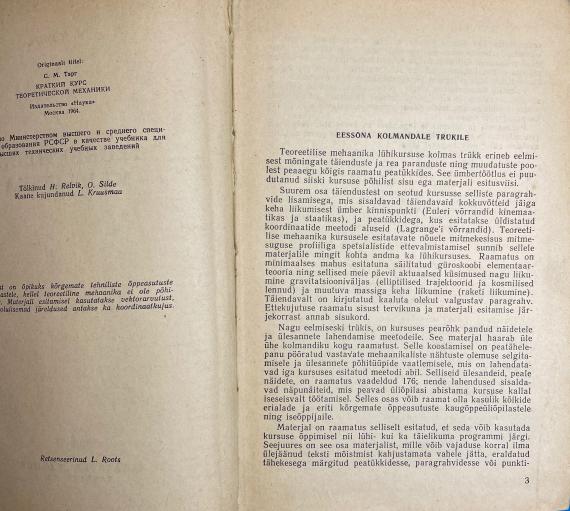 Originaali tiitel:
С. М. Тарг
КРАТКИЙ КУРС
ТЕОРЕТИЧЕСКОЙ МЕХАНИКИ
Издательство «Наука»
Москва 1964
Министерством высшего и среднего специ-
образования РСФСР в качестве учебника для
высших технических учебных заведений
Tõlkinud H. Relvik, O. Silde
Kaane kujundanud L. Kruusmaa
on õpikuks kõrgemate tehniliste õppeasutuste
kellel teoreetiline mehaanika ei ole põhi-
Materjali esitamisel kasutatakse vektorarvutust,
järeldused antakse ka koordinaatkujus.
Retsenseerinud L. Roots
EESSÕNA KOLMANDALE TRÜKILE
Teoreetilise mehaanika lühikursuse kolmas trükk erineb eelmi-
sest mõningate täienduste ja rea paranduste ning muudatuste poo-
lest peaaegu kõigis raamatu peatükkides. See ümbertöötlus ei puu-
dutanud siiski kursuse põhilist sisu ega materjali esitusviisi.
Suurem osa täiendustest on seotud kursusse selliste paragrah-
vide lisamisega, mis sisaldavad täiendavaid kokkuvõtteid jäiga
keha liikumisest ümber kinnispunkti (Euleri võrrandid kinemaa-
tikas ja staatikas), ja peatükkidega, kus esitatakse üldistatud
koordinaatide meetodi aluseid (Lagrange'i võrrandid). Teoreeti-
lise mehaanika kursusele esitatavate nõuete mitmekesisus mitme-
suguse profiiliga spetsialistide ettevalmistamisel sunnib sellele
materjalile mingit kohta andma ka lühikursuses. Raamatus on
minimaalses mahus esitatuna säilitatud güroskoobi elementaar-
teooria ning sellised meie päevil aktuaalsed küsimused nagu liiku-
mine gravitatsiooniväljas (elliptilised trajektoorid ja kosmilised
lennud) ja muutuva massiga keha liikumine (raketi liikumine).
Täiendavalt on kirjutatud kaaluta olekut valgustav paragrahv.
Ettekujutuse raamatu sisust tervikuna ja materjali esitamise jär-
jekorrast annab sisukord.
Nagu eelmiseski trükis, on kursuses pearõhk pandud näidetele
ja ülesannete lahendamise meetodeile. See materjal haarab üle
ühe kolmandiku kogu raamatust. Selle koostamisel on peatähele-
panu pööratud vastavate mehaanikaliste nähtuste olemuse selgita-
misele ja ülesannete põhitüüpide vaatlemisele, mis on lahendata-
vad iga kursuses esitatud meetodi abil. Selliseid ülesandeid, peale
näidete, on raamatus vaadeldud 176; nende lahendused sisalda-
vad näpunäiteid, mis peavad üliõpilasi abistama kursuse kallal
iseseisvalt töötamisel. Selles osas võib raamat olla kasulik kõikide
erialade ja eriti kõrgemate õppeasutuste kaugõppeüliõpilastele
ning iseõppijaile.
Materjal on raamatus selliselt esitatud, et seda võib kasutada
kursuse õppimisel nii lühi- kui ka täielikuma programmi järgi.
Seejuures on see osa materjalist, mille võib vajaduse korral ilma
ülejäänud teksti mõistmist kahjustamata vahele jätta, eraldatud
tähekesega märgitud peatükkidesse, paragrahvidesse või punkti-
3